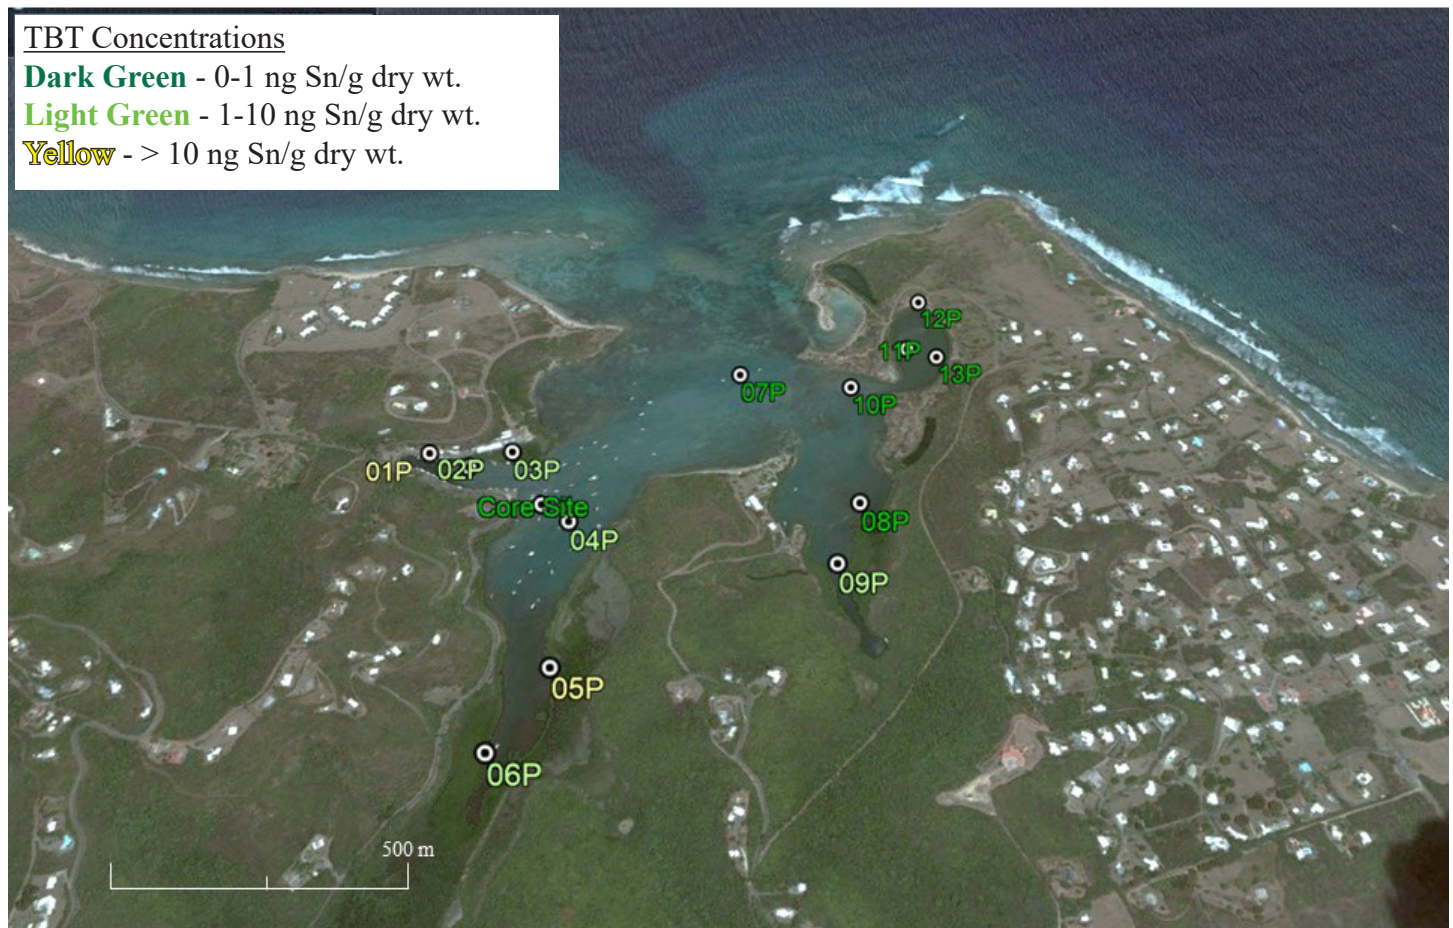 TBT Concentrations
Dark Green - 0-1 ng Sn/g dry wt.
Light Green - 1-10 ng Sn/g dry wt.
Yellow - > 10 ng Sn/g dry wt.
12P
11P
13P
07P
10P
01P
02P
03P
Core Site
04P
08P
09P
05P
06P
500 m